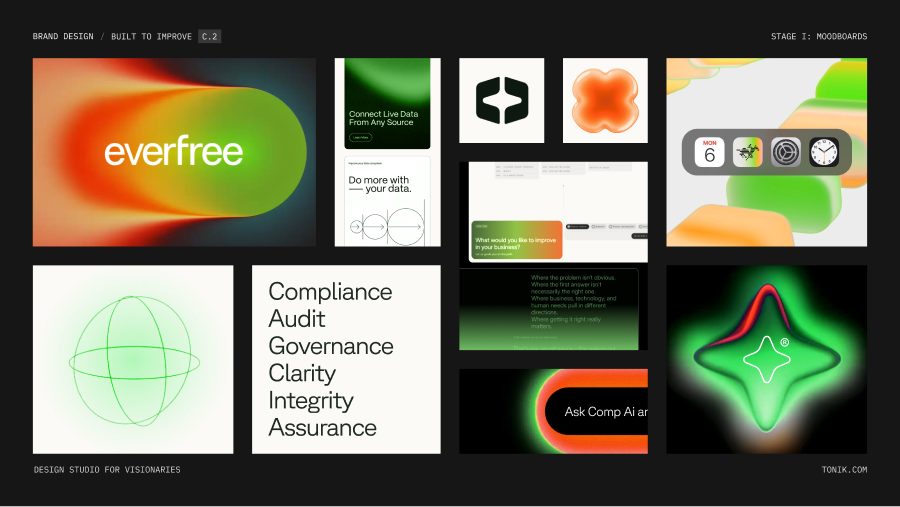 BRAND DESIGN / BUILT TO IMPROVE C.2
STAGE I: MOODBOARDS
everfree
Connect Live Data
From Any Source
Learn More
Do more with
— your data.
MON
6
What would you like to improve
in your business?
Where the problem isn't obvious.
Where the first answer isn't
necessarily the right one.
Where business, technology, and
human needs pull in different
directions.
Where getting it right really
matters.
Compliance
Audit
Governance
Clarity
Integrity
Assurance
Ask Comp Ai ar
®
DESIGN STUDIO FOR VISIONARIES
TONIK.COM